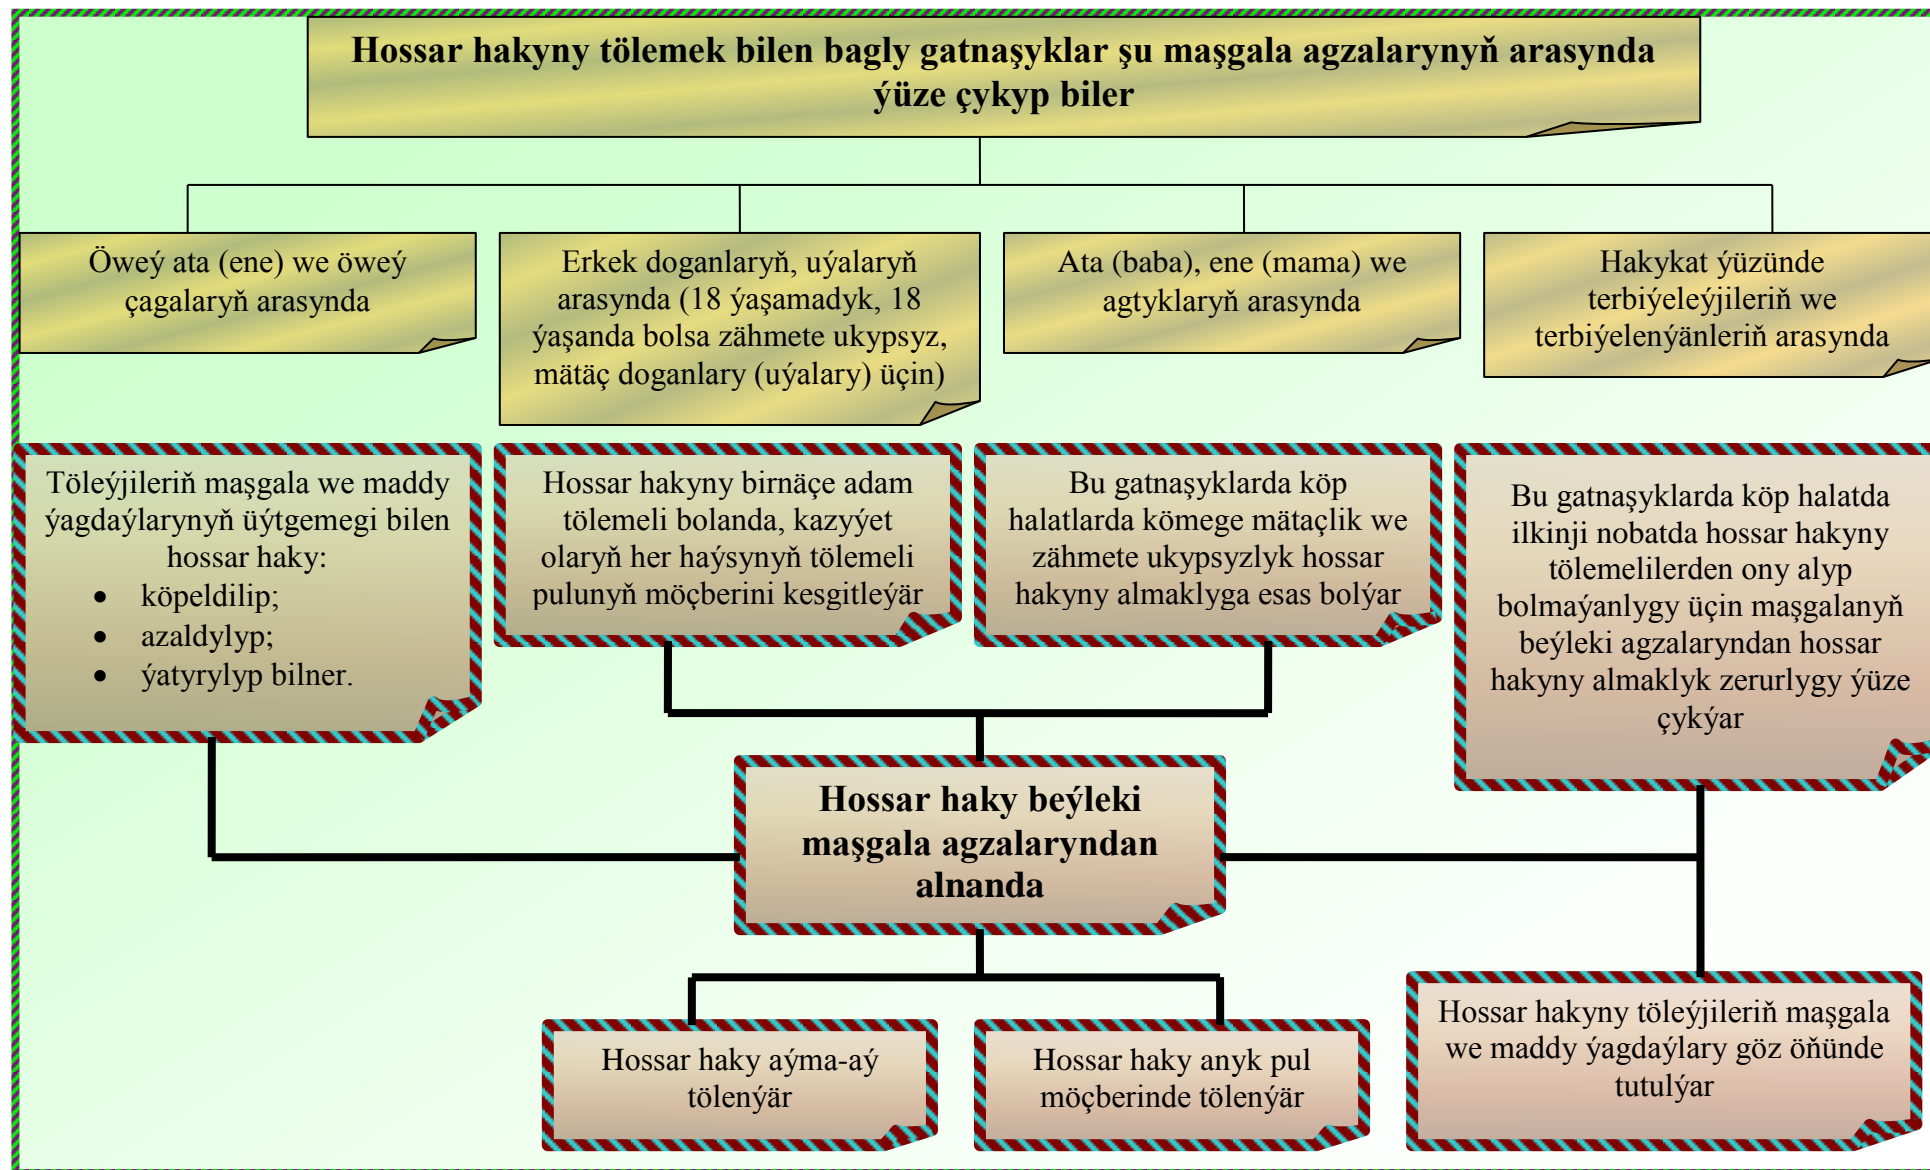 Hossar hakyny tölemek bilen bagly gatnaşyklar şu maşgala agzalarynyň arasynda
ýüze çykyp biler
Öweý ata (ene) we öweý
çagalaryň arasynda
Erkek doganlaryň, uýalaryň
arasynda (18 ýaşamadyk, 18
ýaşanda bolsa zähmete ukypsyz,
mätäç doganlary (uýalary) üçin)
Ata (baba), ene (mama) we
agtyklaryň arasynda
Hakykat ýüzünde
terbiýeleýjileriň we
terbiýelenýänleriň arasynda
Töleýjileriň maşgala we maddy
ýagdaýlarynyň üýtgemegi bilen
hossar haky:
• köpeldilip;
• azaldylyp;
• ýatyrylyp bilner.
Hossar hakyny birnäçe adam
tölemeli bolanda, kazyýet
olaryň her haýsynyň tölemeli
pulunyň möçberini kesgitleýär
Bu gatnaşyklarda köp
halatlarda kömege mätaçlik we
zähmete ukypsyzlyk hossar
hakyny almaklyga esas bolýar
Bu gatnaşyklarda köp halatda
ilkinji nobatda hossar hakyny
tölemelilerden ony alyp
bolmaýanlygy üçin maşgalanyň
beýleki agzalaryndan hossar
hakyny almaklyk zerurlygy ýüze
çykýar
Hossar haky beýleki
maşgala agzalaryndan
alnanda
Hossar haky aýma-aý
tölenýär
Hossar haky anyk pul
möçberinde tölenýär
Hossar hakyny töleýjileriň maşgala
we maddy ýagdaýlary göz öňünde
tutulýar